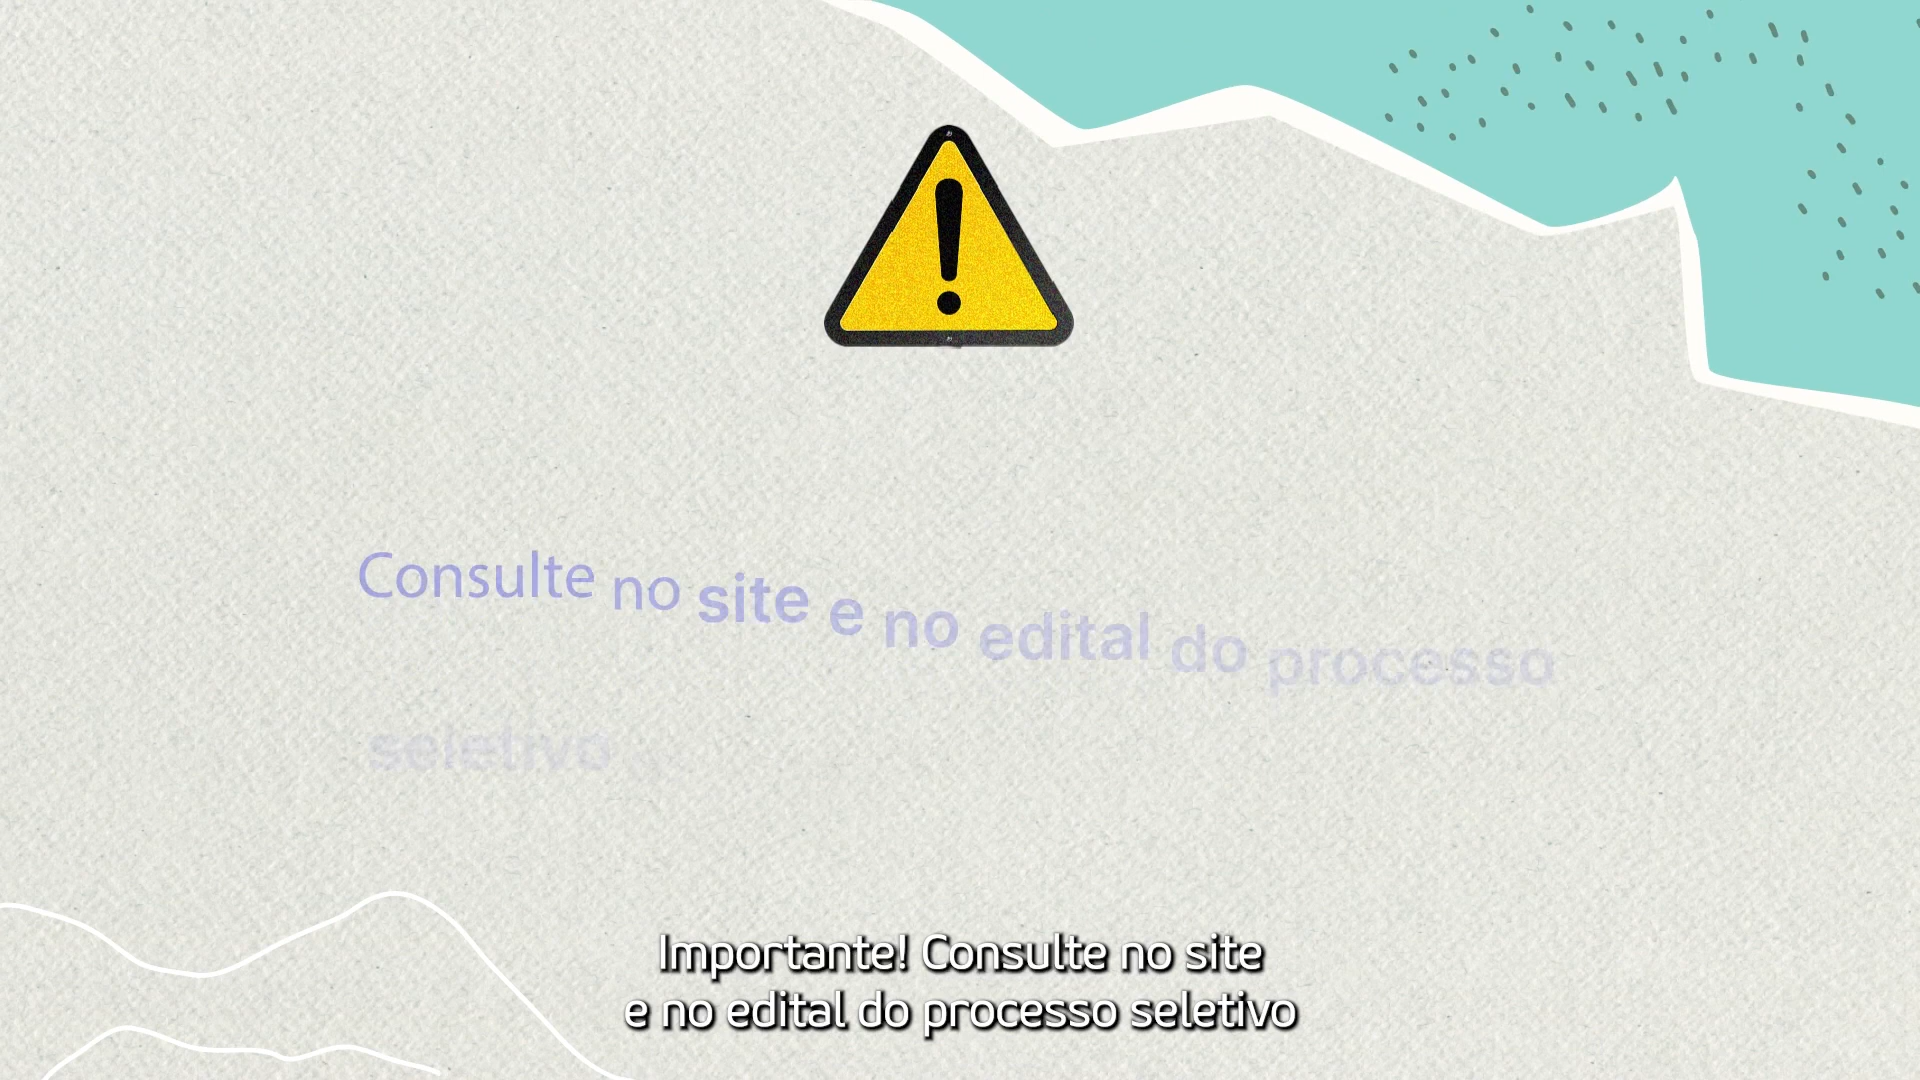 Consulte no site e no edital do processo
seletivo
Importante! Consulte no site
e no edital do processo seletivo